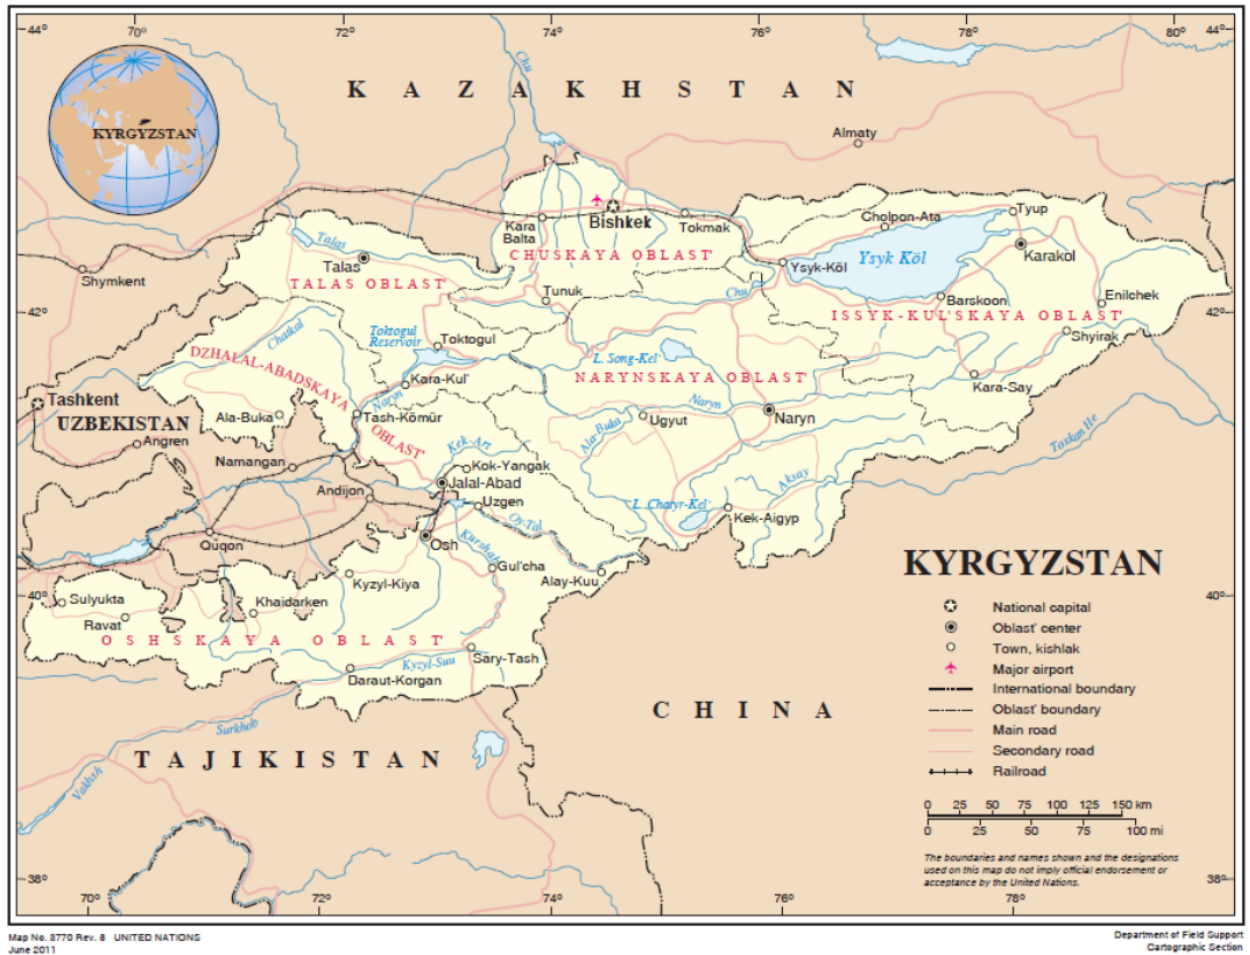 44°
72°
74°
76°
78°
80°
44°
70°
KYRGYZSTAN
KAZAKHSTAN
Chu
Almaty
Shymkent
Talas
Talas
TALAS OBLAST'
Kara
Balta
Bishkek
Tokmak
CHUSKAYA OBLAST'
Cholpon-Ata
Tyup
Ysyk-Köl
Ysyk Köl
Karakol
Tunuk
Chu
Barskoon
Enilchek
ISSYK-KUL'SKAYA OBLAST'
Shyirak
42°
42°
Chatkal
Toktogul
Reservoir
Toktogul
DZHALAL-ABADSKAYA
OBLAST'
L. Song-Kel'
NARYNSKAYA OBLAST'
Kara-Say
Kara-Kul'
Naryn
Tashkent
UZBEKISTAN
Ala-Buka
Tash-Kömür
Ala-Buka
Ugyut
Naryn
Naryn
Toxkan He
Angren
Namangan
Kek-Art
Kok-Yangak
Jalal-Abad
Andijon
Uzgen
Oy-Tal
L. Chatyr-Kel'
Aksay
Kek-Aigyp
Quqon
Osh
Kurshab
Gul'cha
Alay-Kuu
Kyzyl-Kiya
40°
40°
Sulyukta
Khaidarken
Ravat
OSHSKAYA OBLAST'
Kyzyl-Suu
Sary-Tash
Daraut-Korgan
Surkhob
Vakhsh
TAJIKISTAN
CHINA
KYRGYZSTAN
National capital
Oblast' center
Town, kishlak
Major airport
International boundary
Oblast' boundary
Main road
Secondary road
Railroad
0 25 50 75 100 125 150 km
0 25 50 75 100 mi
The boundaries and names shown and the designations
used on this map do not imply official endorsement or
acceptance by the United Nations.
38°
38°
70°
72°
74°
76°
78°
Map No. 3770 Rev. 8 UNITED NATIONS
June 2011
Department of Field Support
Cartographic Section